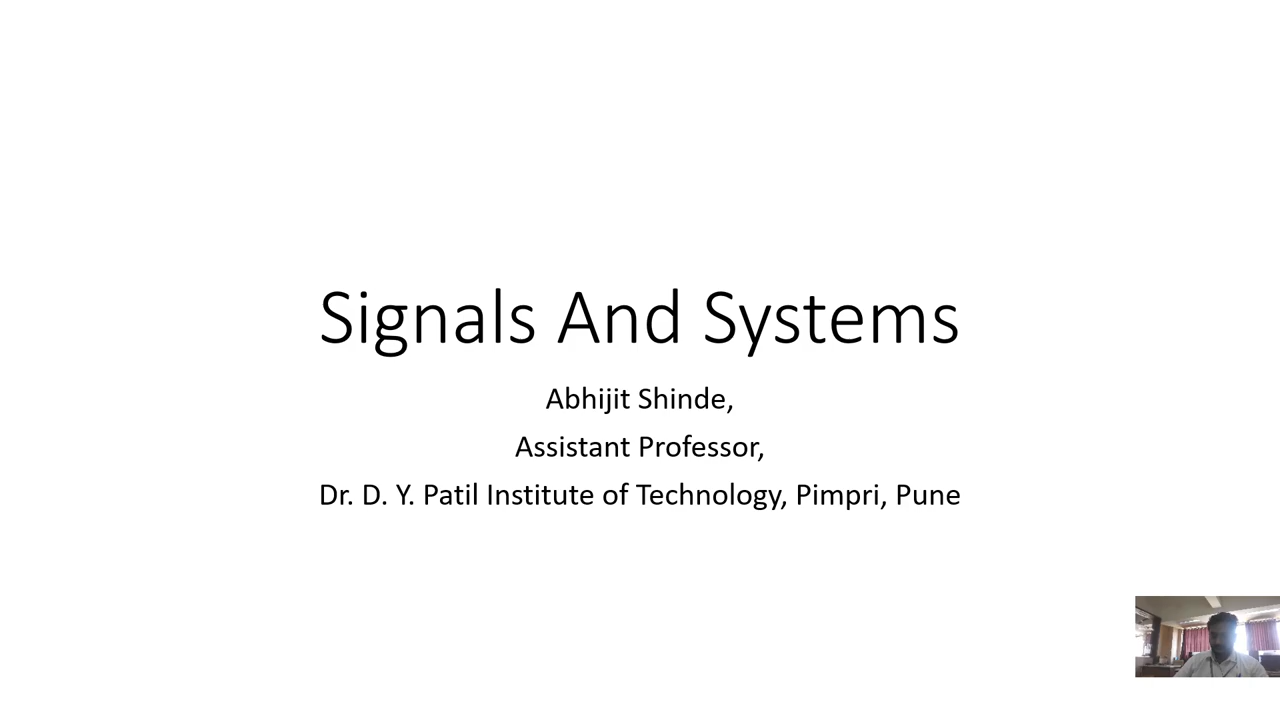 Signals And Systems
Abhijit Shinde,
Assistant Professor,
Dr. D. Y. Patil Institute of Technology, Pimpri, Pune